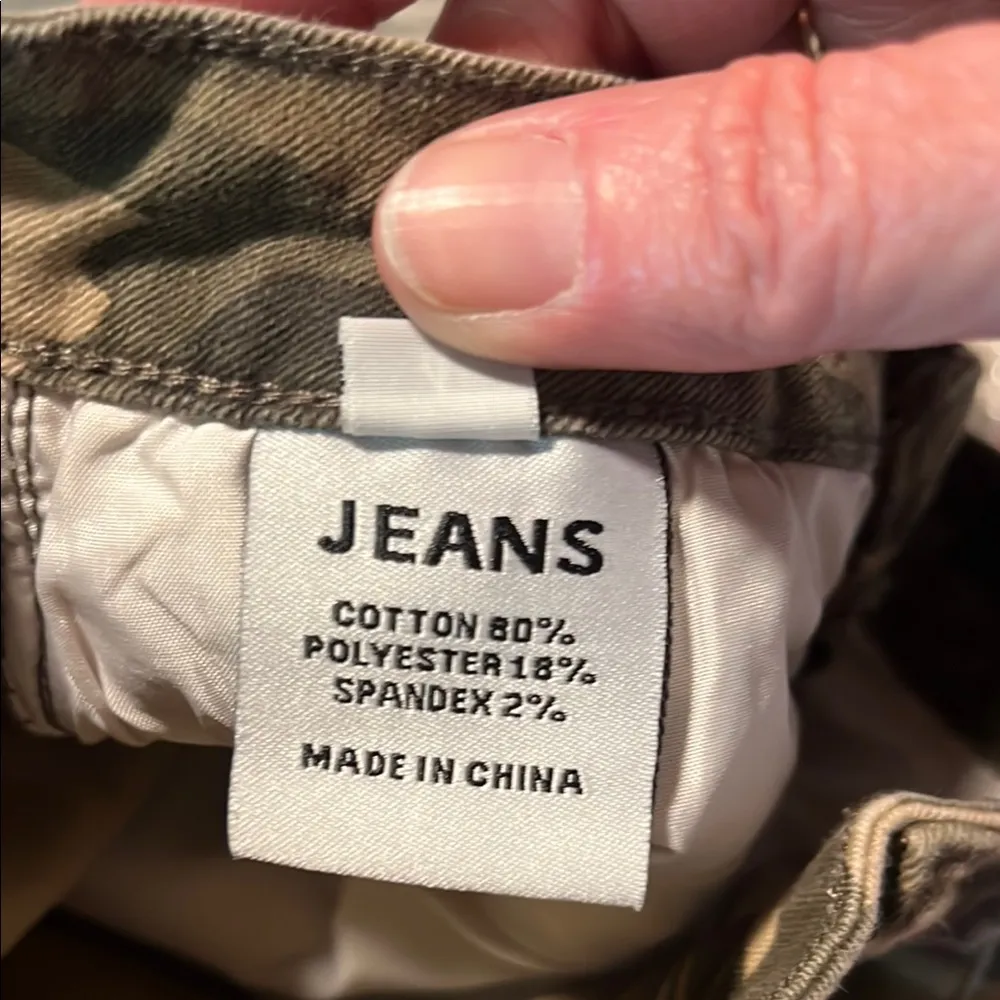 JEANS
COTTON 80%
POLYESTER 18%
SPANDEX 2%
MADE IN CHINA